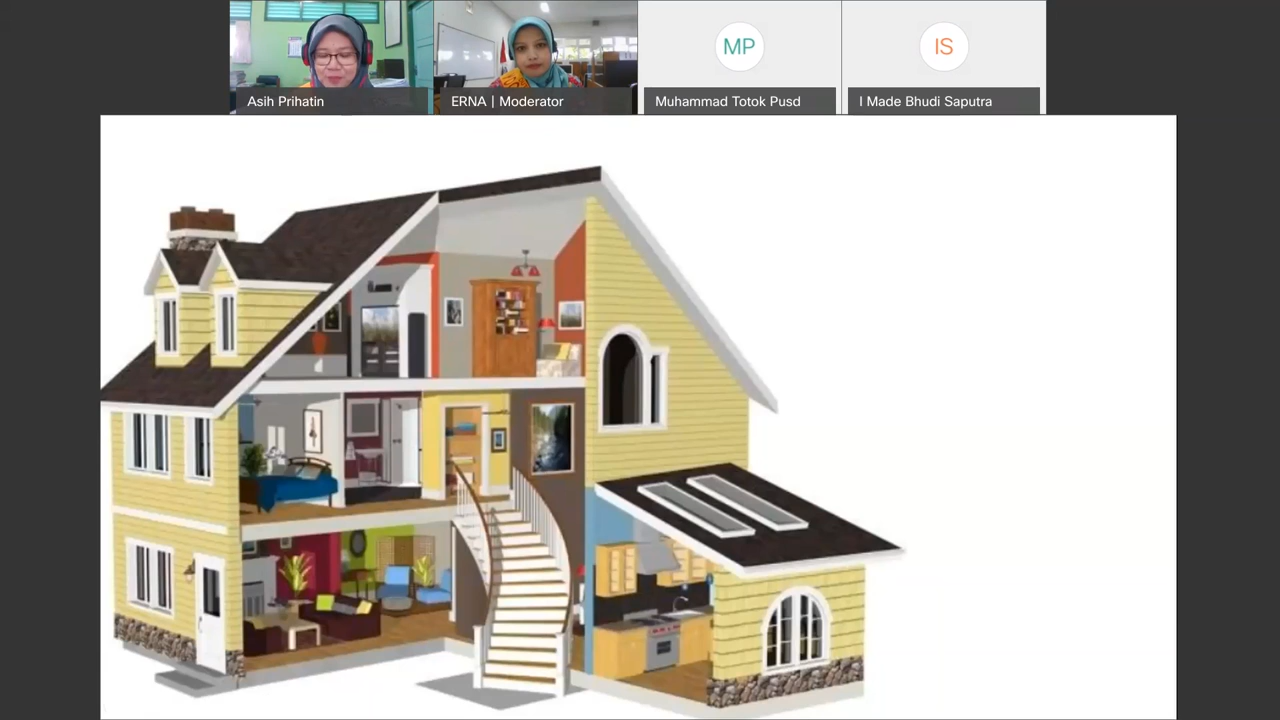 MP
IS
Asih Prihatin
ERNA | Moderator
Muhammad Totok Pusd
I Made Bhudi Saputra